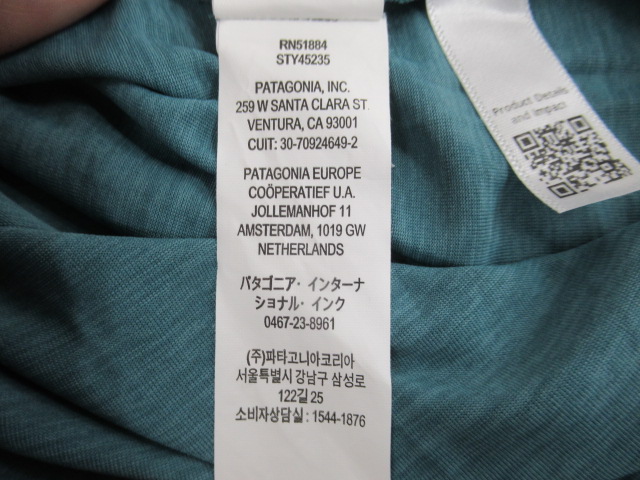 RN51884
STY45235
PATAGONIA, INC.
259 W SANTA CLARA ST
VENTURA, CA 93001
CUIT: 30-70924649-2
PATAGONIA EUROPE
COÖPERATIEF U.A.
JOLLEMANHOF 11
AMSTERDAM, 1019 GW
NETHERLANDS
パタゴニア・インターナ
ショナル・インク
0467-23-8961
(주)파타고니아코리아
서울특별시 강남구 삼성로
122길 25
소비자상담실 : 1544-1876
Product Details
and Impact